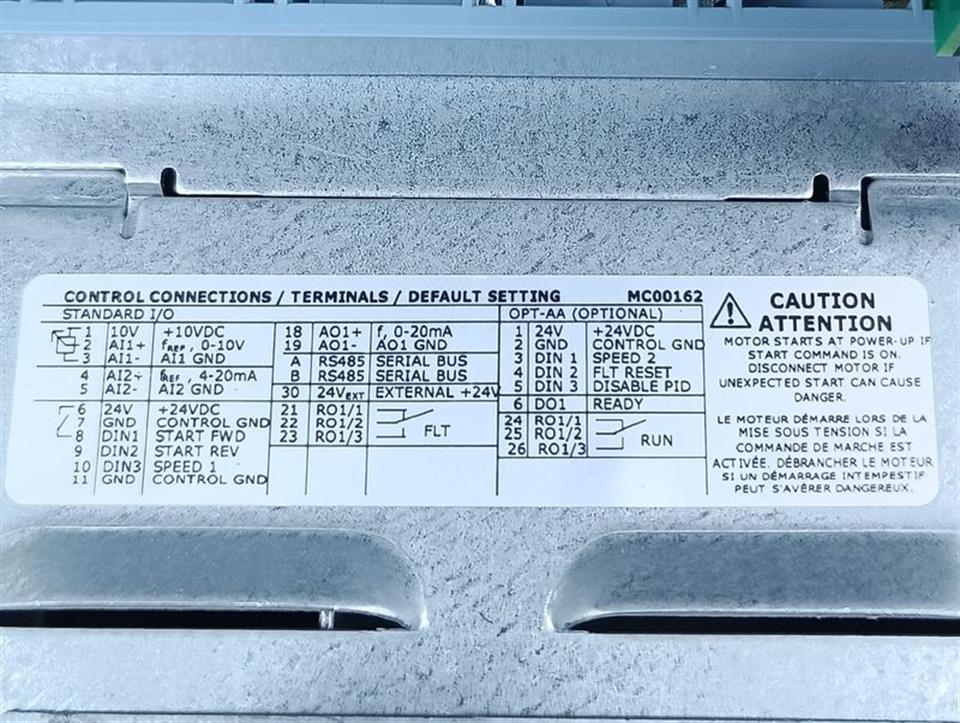 CONTROL CONNECTIONS / TERMINALS / DEFAULT SETTING MC00162
STANDARD I/O
1 10V +10VDC
2 AI1+ fREF, 0-10V
3 AI1- AI1 GND
4 AI2+ fREF, 4-20mA
5 AI2- AI2 GND
6 24V +24VDC
7 GND CONTROL GND
8 DIN1 START FWD
9 DIN2 START REV
10 DIN3 SPEED 1
11 GND CONTROL GND
18 AO1+ f, 0-20mA
19 AO1- AO1 GND
A RS485 SERIAL BUS
B RS485 SERIAL BUS
30 24VEXT EXTERNAL +24V
21 RO1/1
22 RO1/2
23 RO1/3
FLT
OPT-AA (OPTIONAL)
1 24V +24VDC
2 GND CONTROL GND
3 DIN 1 SPEED 2
4 DIN 2 FLT RESET
5 DIN 3 DISABLE PID
6 DO1 READY
24 RO1/1
25 RO1/2
26 RO1/3
RUN
CAUTION
ATTENTION
MOTOR STARTS AT POWER-UP IF
START COMMAND IS ON.
DISCONNECT MOTOR IF
UNEXPECTED START CAN CAUSE
DANGER.
LE MOTEUR DÉMARRE LORS DE LA
MISE SOUS TENSION SI LA
COMMANDE DE MARCHE EST
ACTIVÉE. DÉBRANCHER LE MOTEUR
SI UN DÉMARRAGE INTEMPESTIF
PEUT S'AVÉRER DANGEREUX.